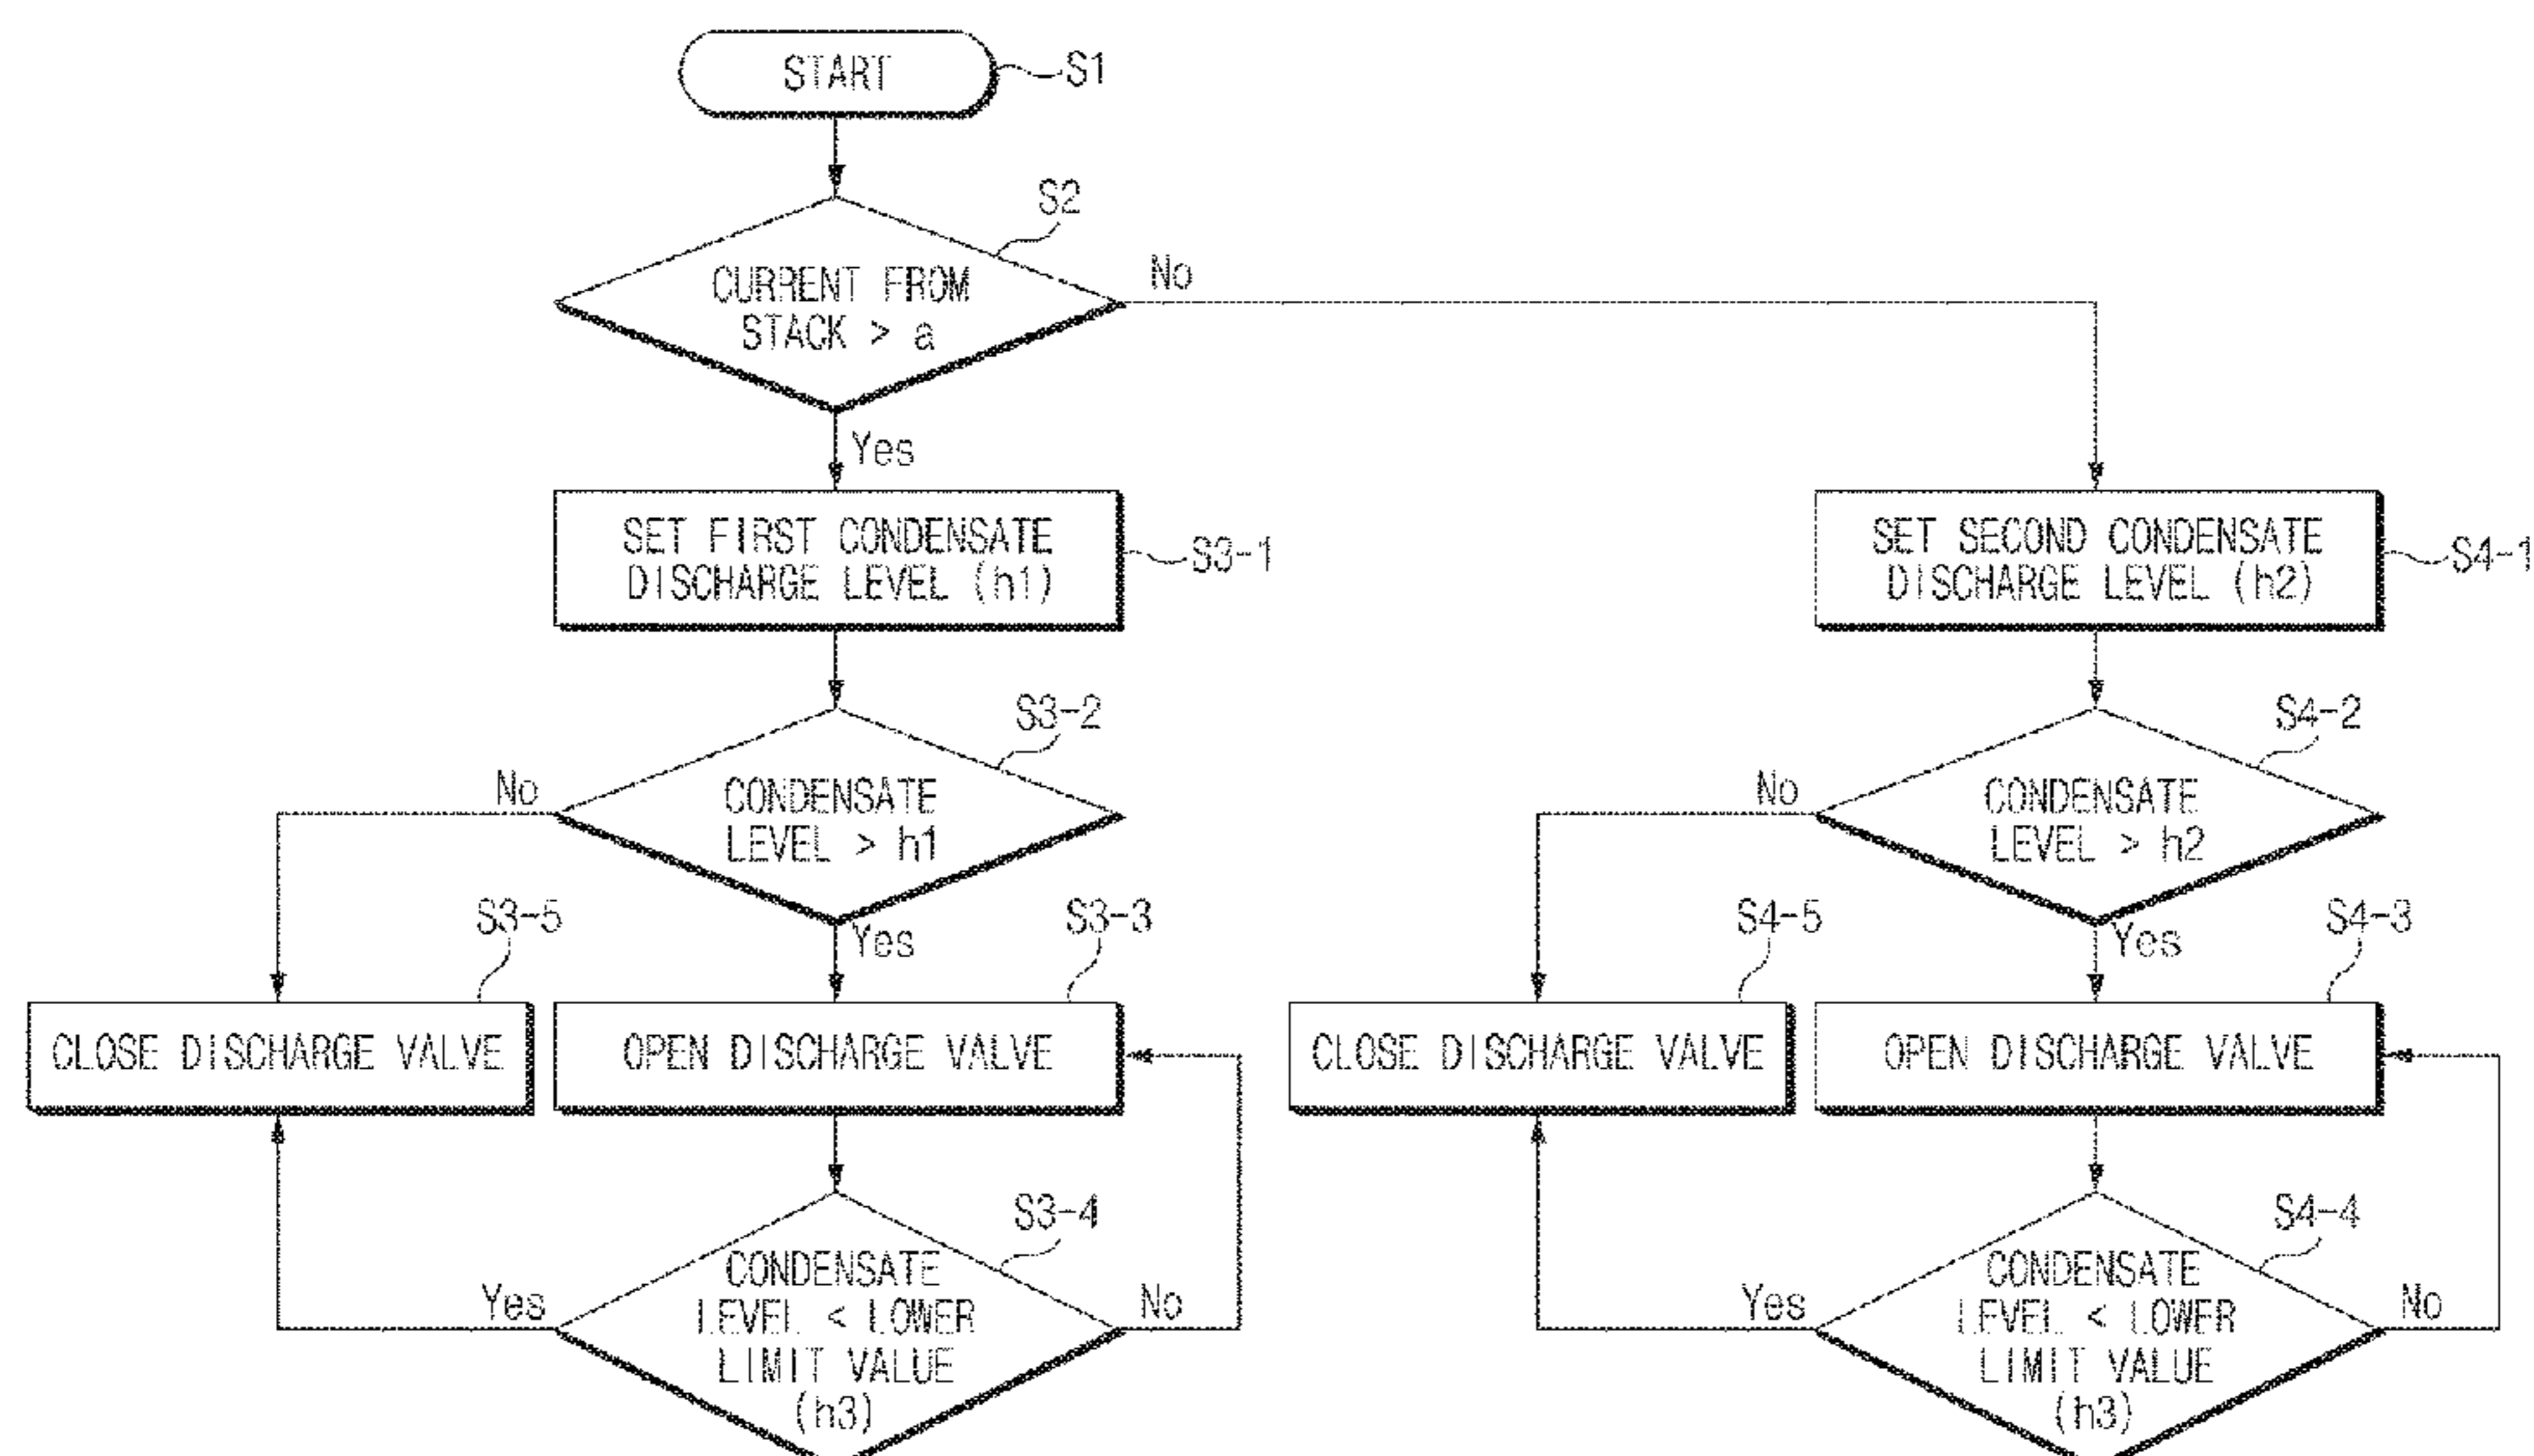 START
S1
S2
CURRENT FROM
STACK > a
No
Yes
SET FIRST CONDENSATE
DISCHARGE LEVEL (h1)
S3-1
SET SECOND CONDENSATE
DISCHARGE LEVEL (h2)
S4-1
S3-2
CONDENSATE
LEVEL > h1
No
Yes
S4-2
CONDENSATE
LEVEL > h2
No
Yes
S3-5
CLOSE DISCHARGE VALVE
S3-3
OPEN DISCHARGE VALVE
S4-5
CLOSE DISCHARGE VALVE
S4-3
OPEN DISCHARGE VALVE
S3-4
CONDENSATE
LEVEL < LOWER
LIMIT VALUE
(h3)
Yes
No
S4-4
CONDENSATE
LEVEL < LOWER
LIMIT VALUE
(h3)
Yes
No